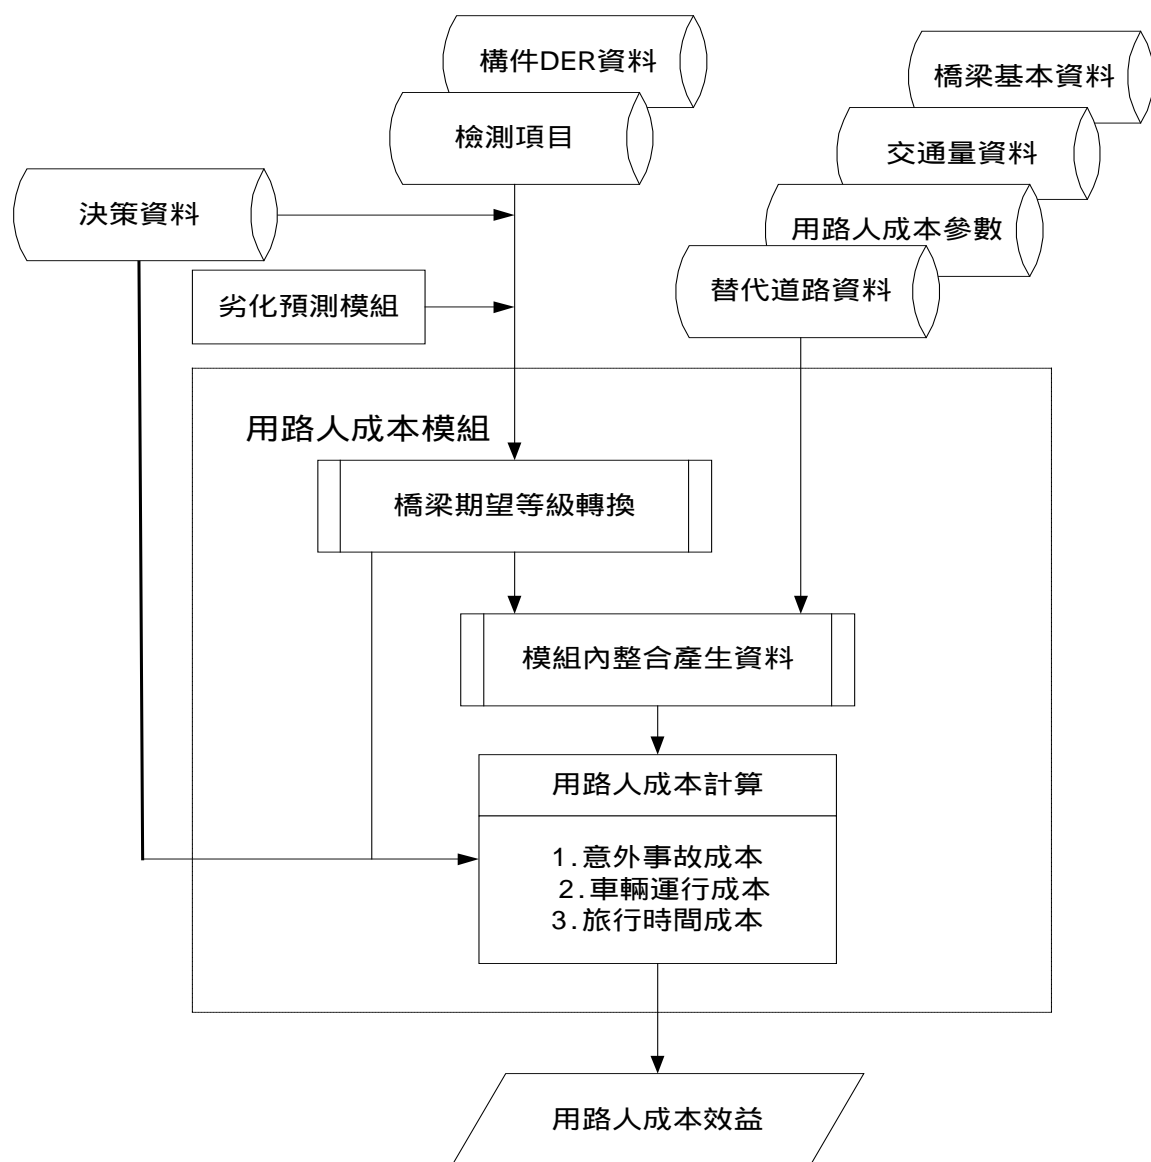 構件DER資料
橋梁基本資料
檢測項目
交通量資料
決策資料
用路人成本參數
替代道路資料
劣化預測模組
用路人成本模組
橋梁期望等級轉換
模組內整合產生資料
用路人成本計算
1.意外事故成本
2.車輛運行成本
3.旅行時間成本
用路人成本效益